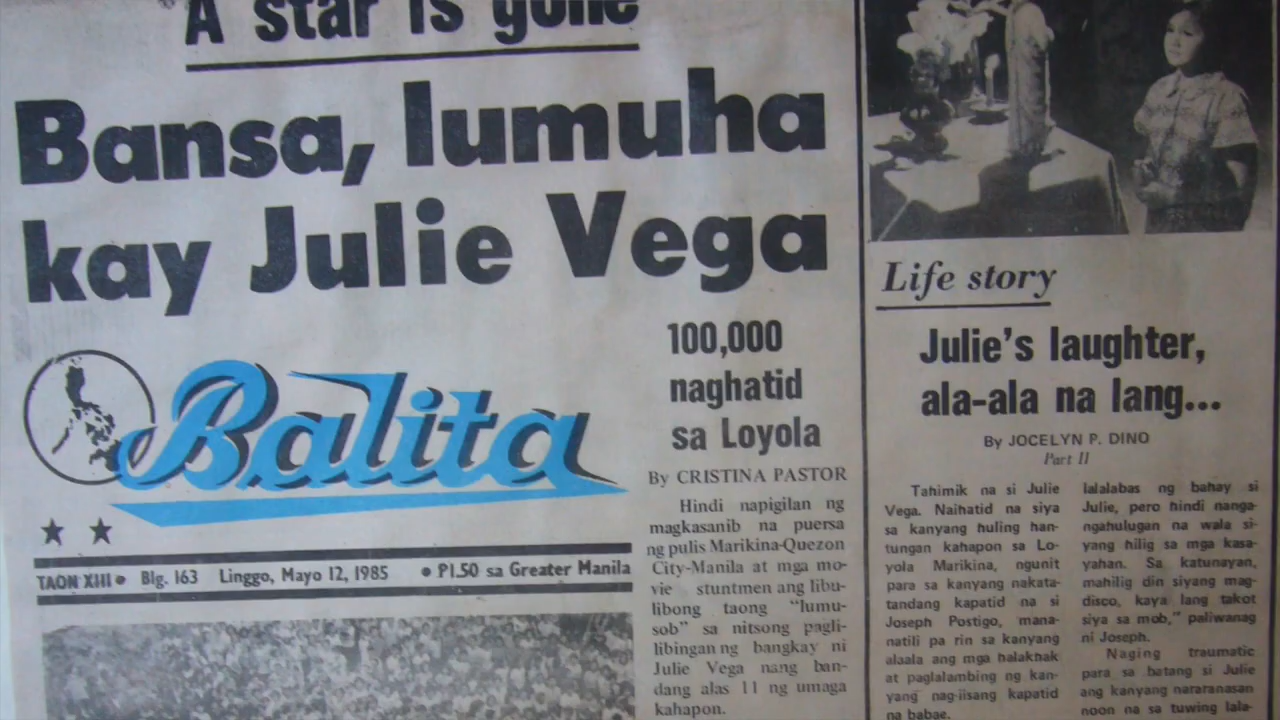 A star is gone
Bansa, lumuha
kay Julie Vega
Balita
TAON XIII • Blg. 163 Linggo, Mayo 12, 1985 • P1.50 sa Greater Manila
100,000
naghatid
sa Loyola
By CRISTINA PASTOR
Hindi napigilan ng
magkasanib na puersa
ng pulis Marikina-Quezon
City-Manila at mga mo-
vie stuntmen ang libu-
libong taong "lumu-
sob" sa nitsong pagli-
libingan ng bangkay ni
Julie Vega nang ban-
dang alas 11 ng umaga
kahapon.
Life story
Julie's laughter,
ala-ala na lang...
By JOCELYN P. DINO
Part II
Tahimik na si Julie
Vega. Naihatid na siya
sa kanyang huling han-
tungan kahapon sa Lo-
yola Marikina, ngunit
para sa kanyang nakata-
tandang kapatid na si
Joseph Postigo, mana-
natili pa rin sa kanyang
alaala ang mga halakhak
at paglalambing ng kan-
yang nag-iisang kapatid
na babae.
lalalabas ng bahay si
Julie, pero hindi nanga-
ngahulugan na wala si-
yang hilig sa mga kasa-
yahan. Sa katunayan,
mahilig din siyang mag-
disco, kaya lang takot
siya sa mob," paliwanag
ni Joseph.
Naging traumatic
para sa batang si Julie
ang kanyang nararanasan
noon na sa tuwing lala-